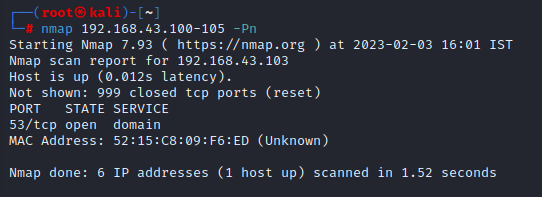 ┌──(root㉿kali)-[~]
└─# nmap 192.168.43.100-105 -Pn
Starting Nmap 7.93 ( https://nmap.org ) at 2023-02-03 16:01 IST
Nmap scan report for 192.168.43.103
Host is up (0.012s latency).
Not shown: 999 closed tcp ports (reset)
PORT   STATE SERVICE
53/tcp open  domain
MAC Address: 52:15:C8:09:F6:ED (Unknown)
Nmap done: 6 IP addresses (1 host up) scanned in 1.52 seconds